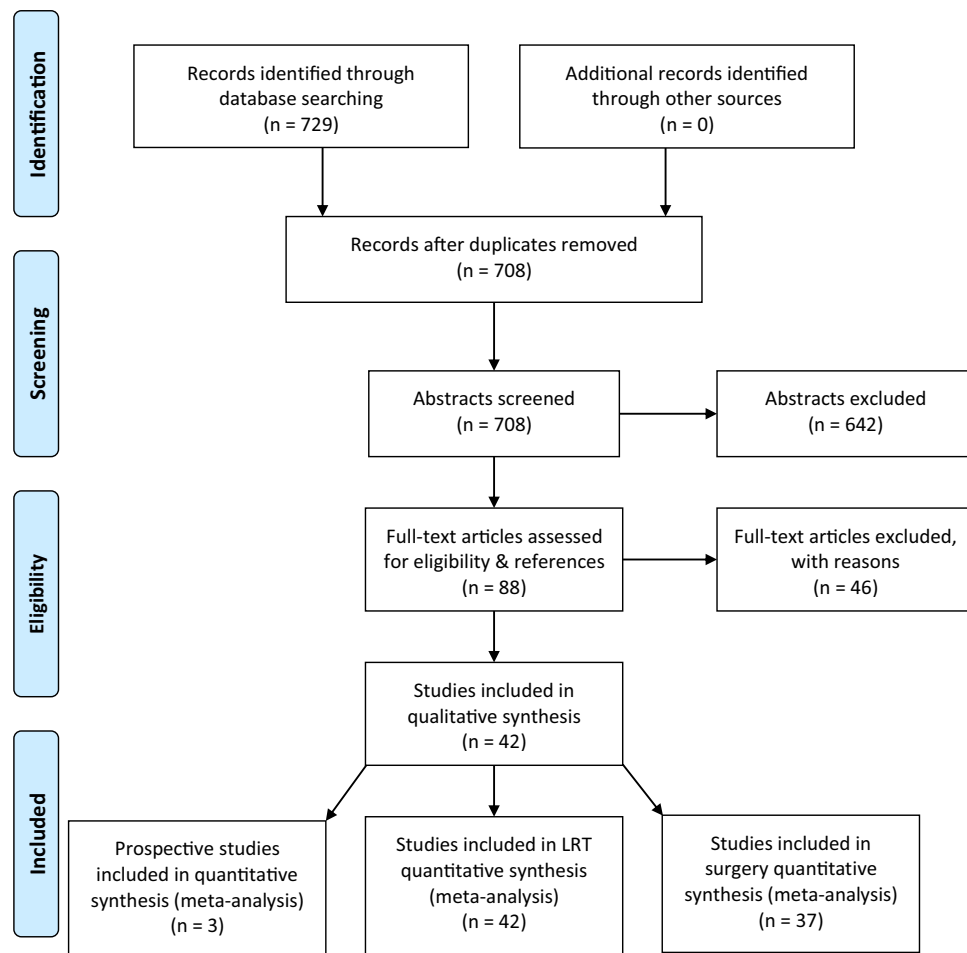 Identification
Records identified through
database searching
(n = 729)
Additional records identified
through other sources
(n = 0)
Records after duplicates removed
(n = 708)
Screening
Abstracts screened
(n = 708)
Abstracts excluded
(n = 642)
Eligibility
Full-text articles assessed
for eligibility & references
(n = 88)
Full-text articles excluded,
with reasons
(n = 46)
Studies included in
qualitative synthesis
(n = 42)
Included
Prospective studies
included in quantitative
synthesis (meta-analysis)
(n = 3)
Studies included in LRT
quantitative synthesis
(meta-analysis)
(n = 42)
Studies included in
surgery quantitative
synthesis (meta-analysis)
(n = 37)